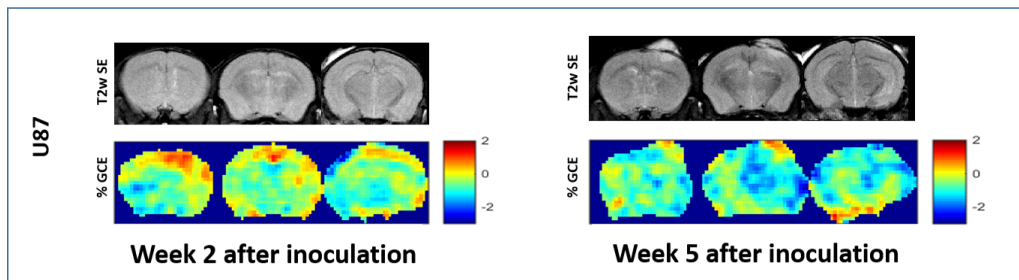 U87
T2w SE
% GCE
2
0
-2
Week 2 after inoculation
T2w SE
% GCE
2
0
-2
Week 5 after inoculation